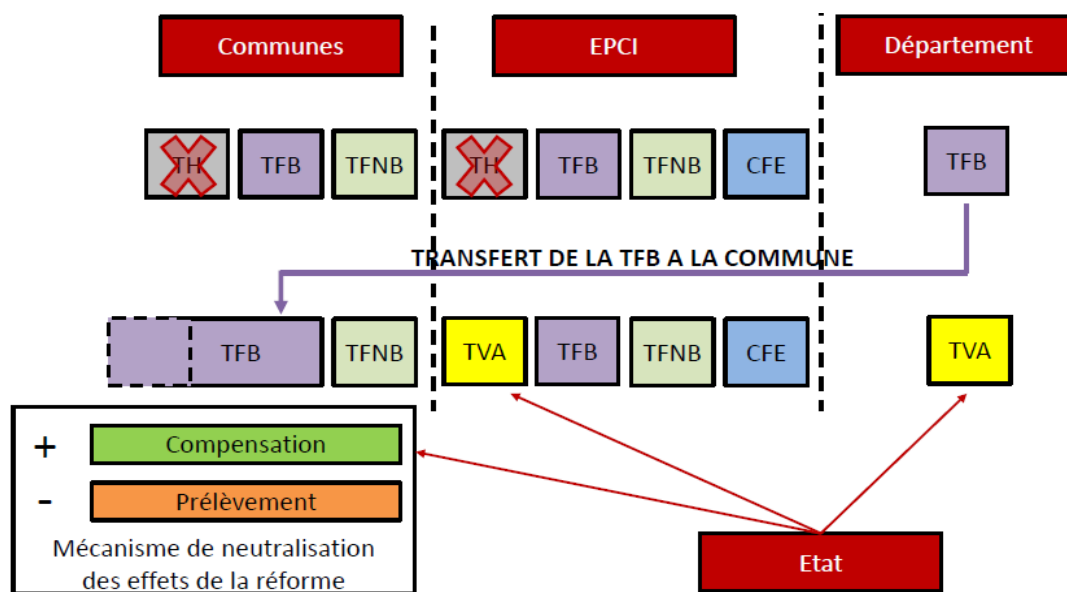 Communes
EPCI
Département
TH
TFB
TFNB
TH
TFB
TFNB
CFE
TFB
TRANSFERT DE LA TFB A LA COMMUNE
TFB
TFNB
TVA
TFB
TFNB
CFE
TVA
+
Compensation
-
Prélèvement
Mécanisme de neutralisation
des effets de la réforme
Etat